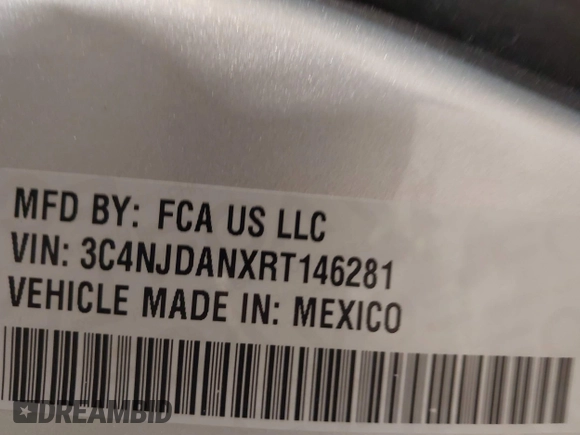 MFD BY: FCA US LLC
VIN: 3C4NJDANXRT146281
VEHICLE MADE IN: MEXICO
DREAMBID